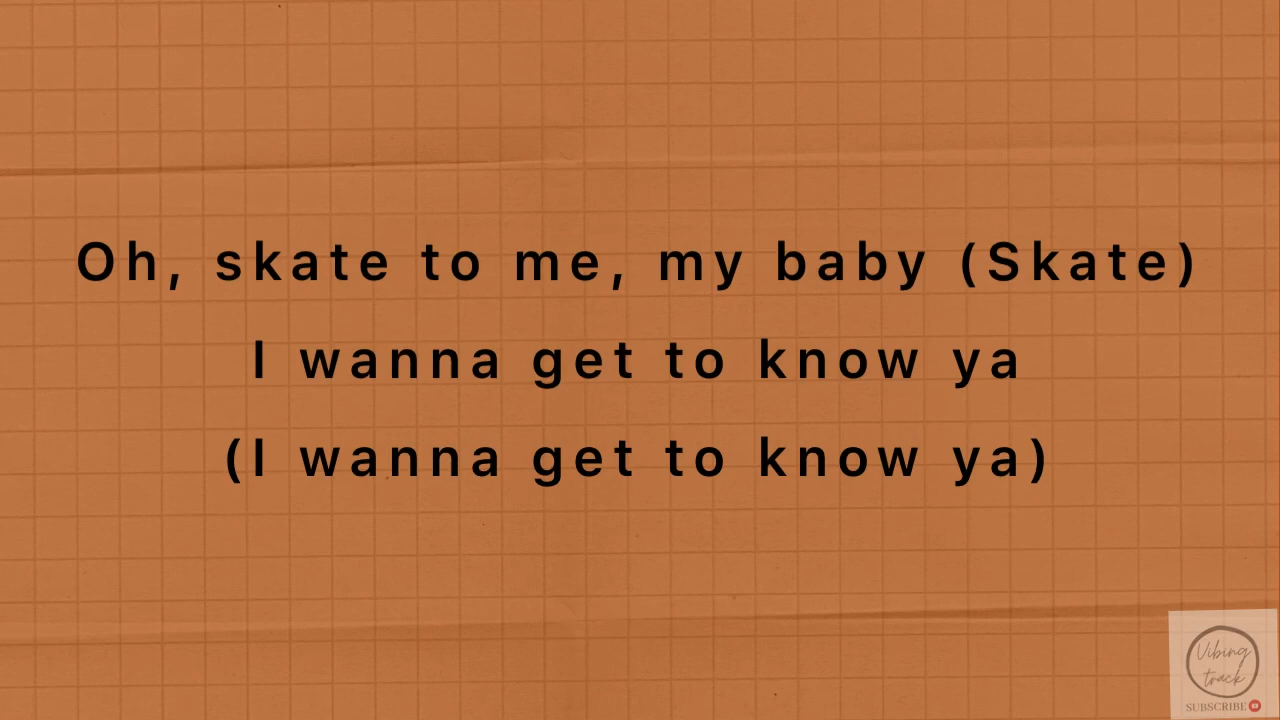 Oh, skate to me, my baby (Skate)
I wanna get to know ya
(I wanna get to know ya)
Vibing
track
SUBSCRIBE